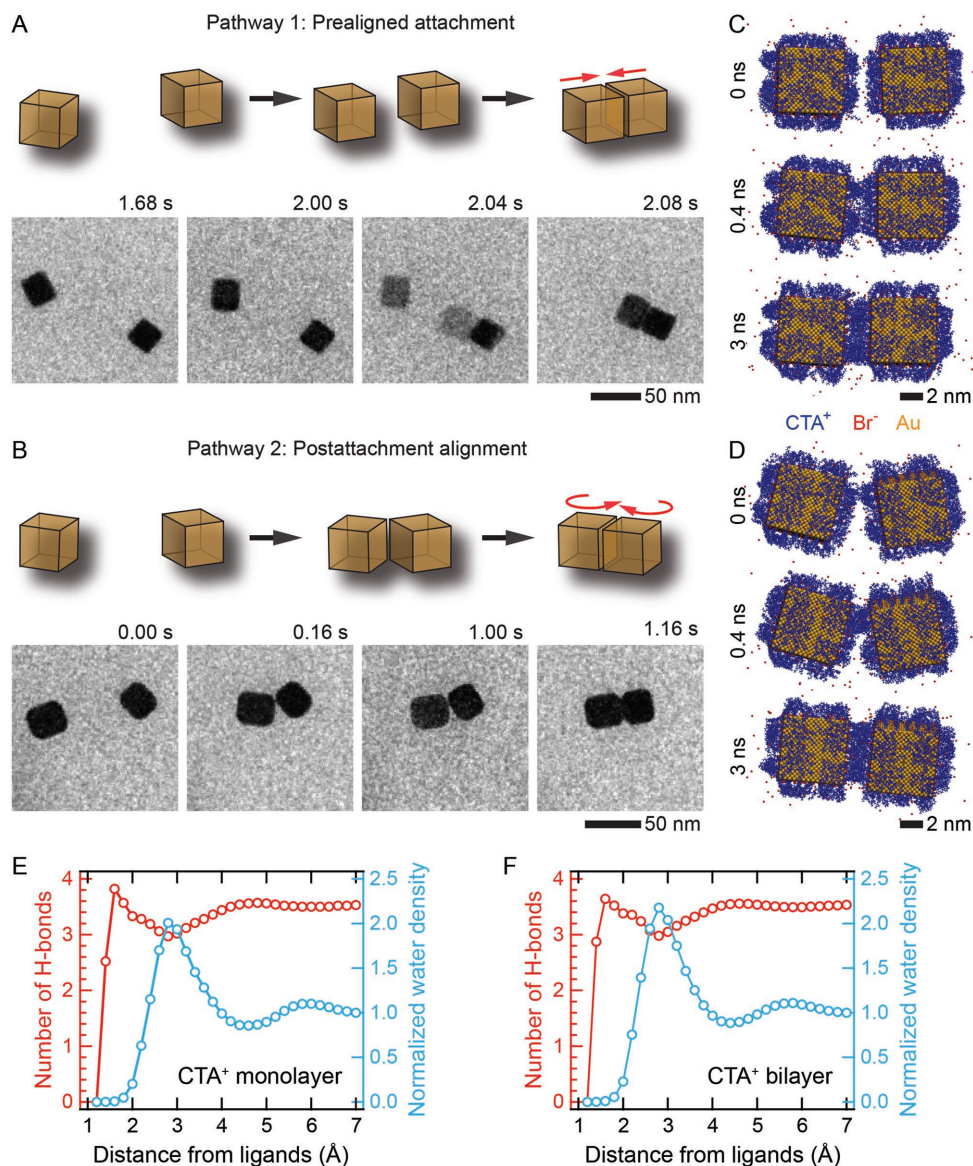 A
Pathway 1: Prealigned attachment
1.68 s
2.00 s
2.04 s
2.08 s
50 nm
C
0 ns
0.4 ns
3 ns
2 nm
CTA⁺ Br⁻ Au
B
Pathway 2: Postattachment alignment
0.00 s
0.16 s
1.00 s
1.16 s
50 nm
D
0 ns
0.4 ns
3 ns
2 nm
E
Number of H-bonds
4
3
2
1
0
2.5
2.0
1.5
1.0
0.5
0.0
Normalized water density
CTA⁺ monolayer
1 2 3 4 5 6 7
Distance from ligands (Å)
F
Number of H-bonds
4
3
2
1
0
2.5
2.0
1.5
1.0
0.5
0.0
Normalized water density
CTA⁺ bilayer
1 2 3 4 5 6 7
Distance from ligands (Å)